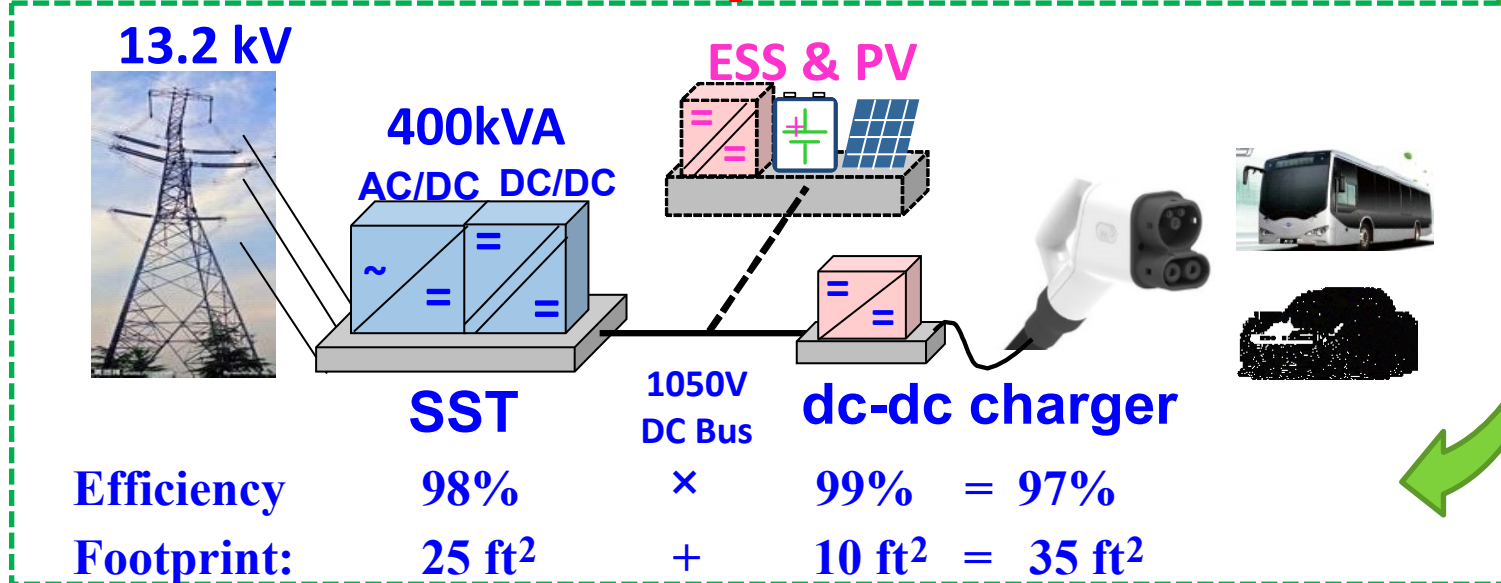 13.2 kV
ESS & PV
400kVA
AC/DC DC/DC
~
=
=
=
=
=
+
=
=
1050V
DC Bus
SST
dc-dc charger
Efficiency 98% × 99% = 97%
Footprint: 25 ft² + 10 ft² = 35 ft²